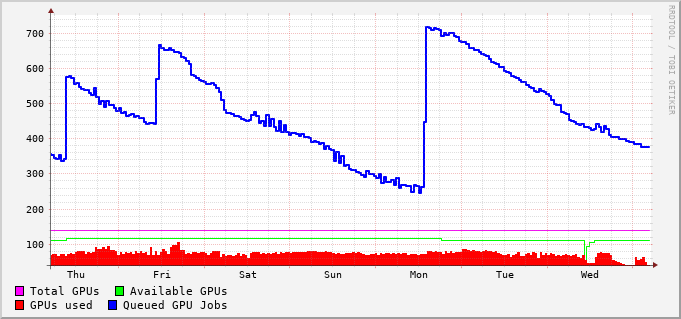 700
600
500
400
300
200
100
Thu Fri Sat Sun Mon Tue Wed
RRDTOOL / TOBI OETIKER
Total GPUs Available GPUs
GPUs used Queued GPU Jobs